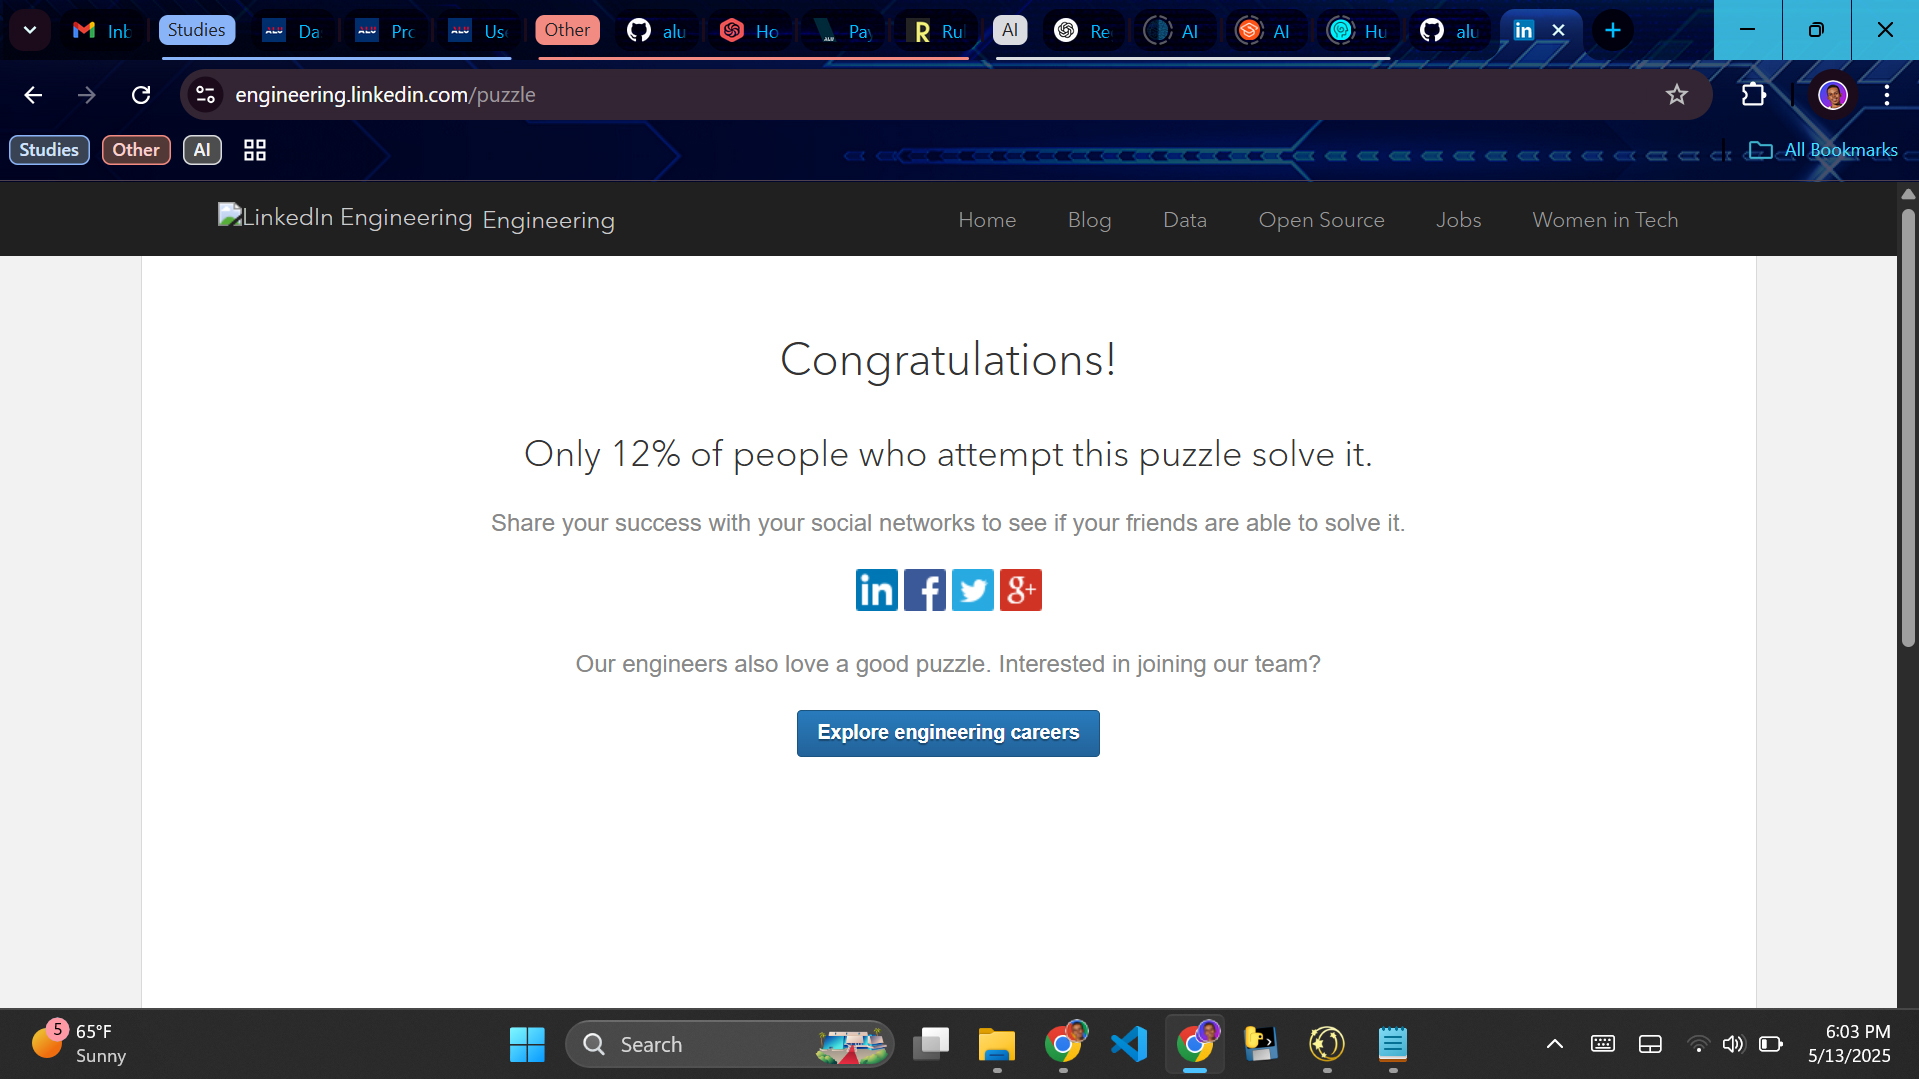 Inb
Studies
Da
Pro
Use
Other
alu
Ho
Pay
Rul
AI
Re
AI
AI
Hu
alu
engineering.linkedin.com/puzzle
Studies
Other
AI
All Bookmarks
LinkedIn Engineering Engineering
Home
Blog
Data
Open Source
Jobs
Women in Tech
Congratulations!
Only 12% of people who attempt this puzzle solve it.
Share your success with your social networks to see if your friends are able to solve it.
in f g+
Our engineers also love a good puzzle. Interested in joining our team?
Explore engineering careers
5
65°F
Sunny
Search
6:03 PM
5/13/2025